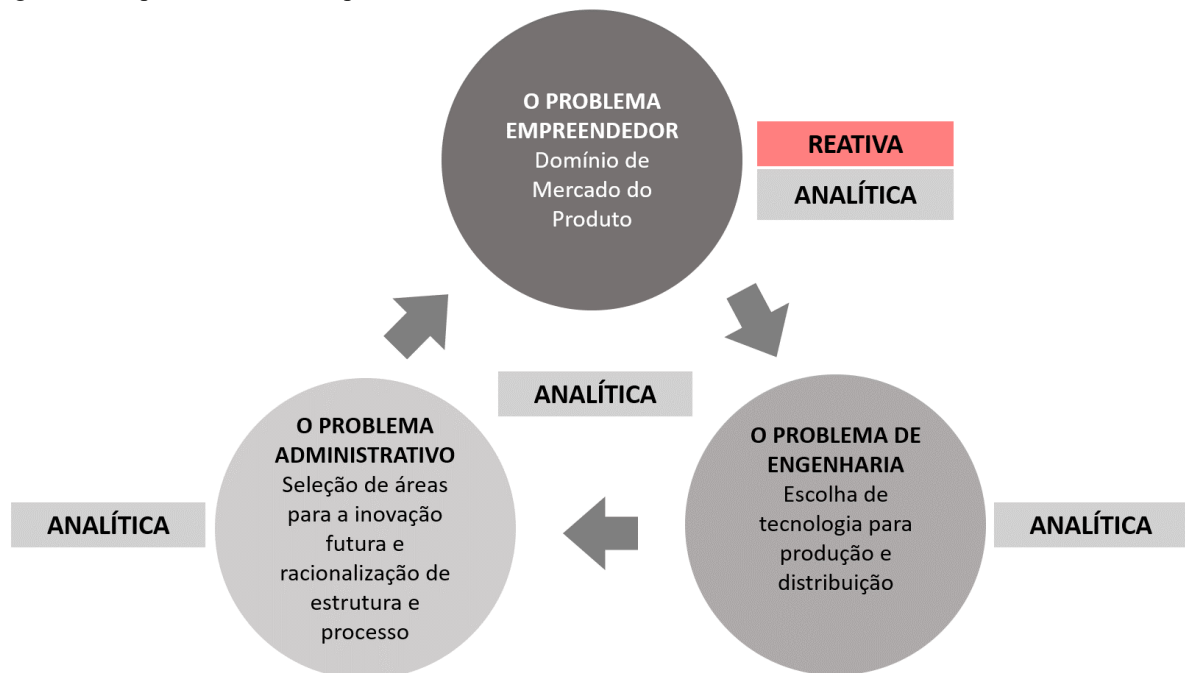 O PROBLEMA
EMPREENDEDOR
Domínio de
Mercado do
Produto
REATIVA
ANALÍTICA
ANALÍTICA
O PROBLEMA
ADMINISTRATIVO
Seleção de áreas
para a inovação
futura e
racionalização de
estrutura e
processo
ANALÍTICA
O PROBLEMA DE
ENGENHARIA
Escolha de
tecnologia para
produção e
distribuição
ANALÍTICA